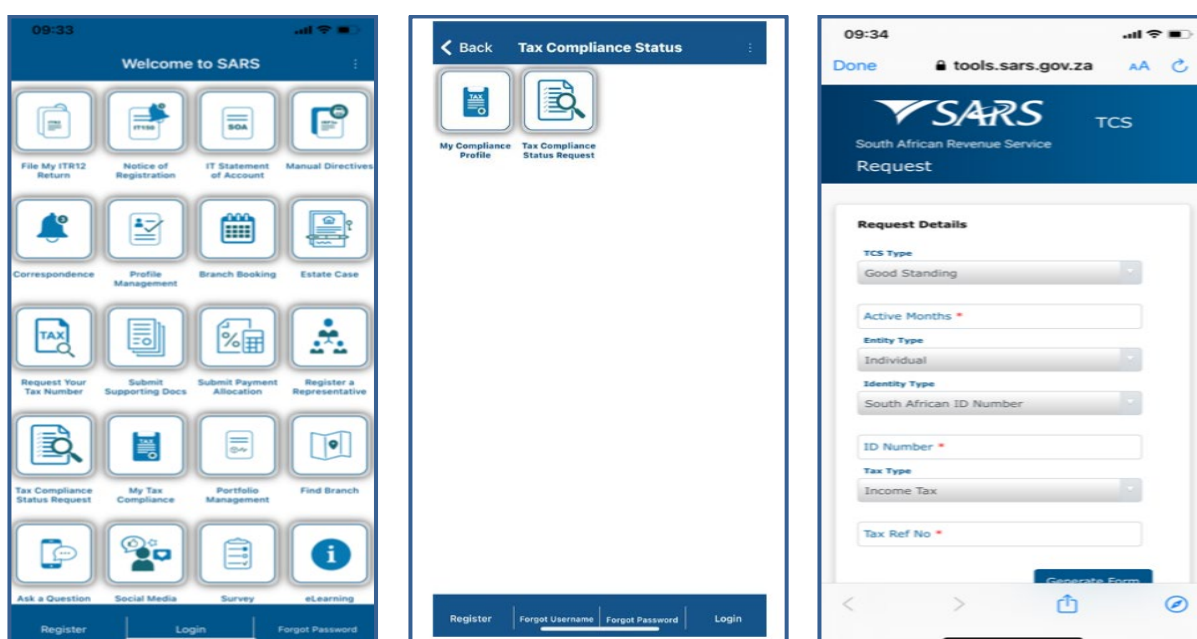 09:33
Welcome to SARS
File My ITR12
Return
Notice of
Registration
IT Statement
of Account
Manual Directives
Correspondence
Profile
Management
Branch Booking
Estate Case
Request Your
Tax Number
Submit
Supporting Docs
Submit Payment
Allocation
Register a
Representative
Tax Compliance
Status Request
My Tax
Compliance
Portfolio
Management
Find Branch
Ask a Question
Social Media
Survey
eLearning
Register
Login
Forgot Password
Back
Tax Compliance Status
My Compliance
Profile
Tax Compliance
Status Request
Register
Forgot Username
Forgot Password
Login
09:34
Done
tools.sars.gov.za
AA
SARS
TCS
South African Revenue Service
Request
Request Details
TCS Type
Good Standing
Active Months *
Entity Type
Individual
Identity Type
South African ID Number
ID Number *
Tax Type
Income Tax
Tax Ref No *
Generate Form